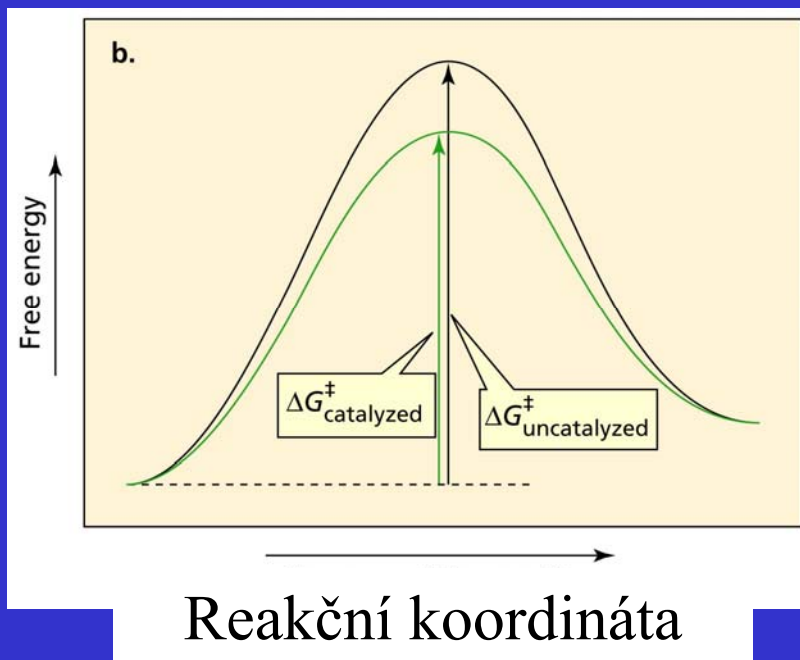 b.
Free energy
ΔG‡catalyzed
ΔG‡uncatalyzed
Reakční koordináta